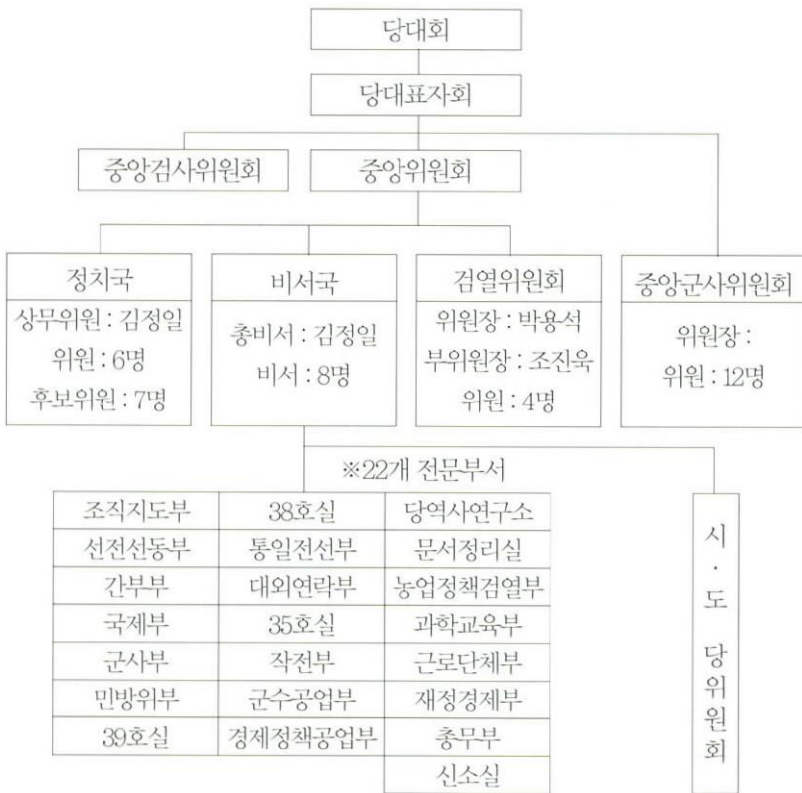 당대회
당대표자회
중앙검사위원회 중앙위원회
정치국
상무위원 : 김정일
위원 : 6명
후보위원 : 7명
비서국
총비서 : 김정일
비서 : 8명
검열위원회
위원장 : 박용석
부위원장 : 조진욱
위원 : 4명
중앙군사위원회
위원장 :
위원 : 12명
※22개 전문부서
조직지도부 38호실 당역사연구소
선전선동부 통일전선부 문서정리실
간부부 대외연락부 농업정책검열부
국제부 35호실 과학교육부
군사부 작전부 근로단체부
민방위부 군수공업부 재정경제부
39호실 경제정책공업부 총무부
신소실
시·도 당위원회